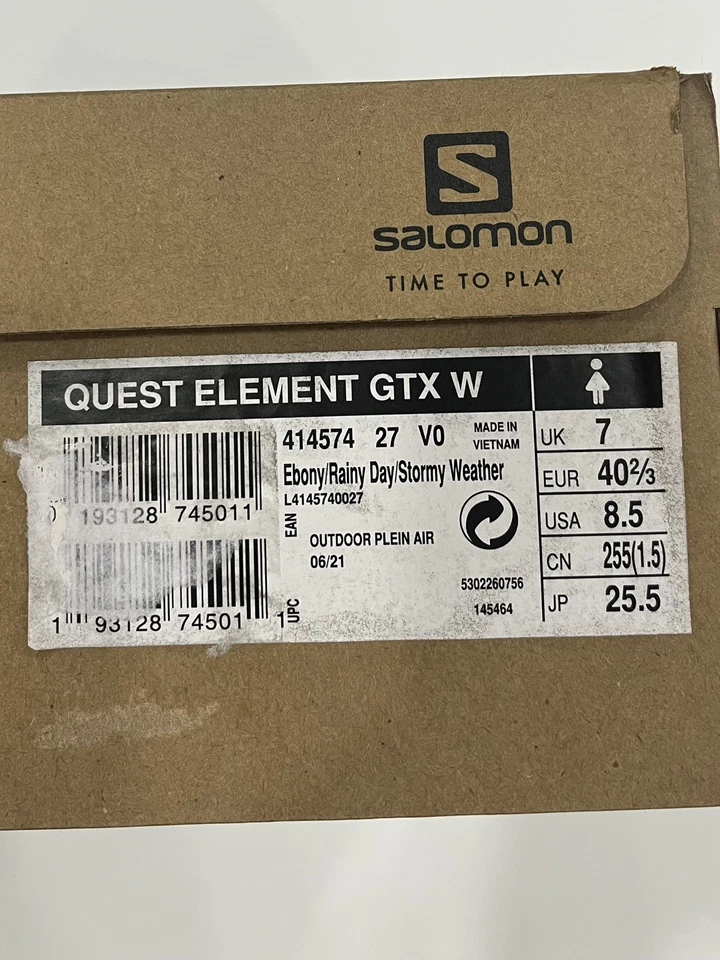 S
SALOMON
TIME TO PLAY
QUEST ELEMENT GTX W
414574 27 V0 MADE IN VIETNAM
Ebony/Rainy Day/Stormy Weather
L4145740027
0 193128 745011
EAN
OUTDOOR PLEIN AIR
06/21
5302260756
145464
1 93128 74501 1
UPC
UK 7
EUR 40⅔
USA 8.5
CN 255(1.5)
JP 25.5